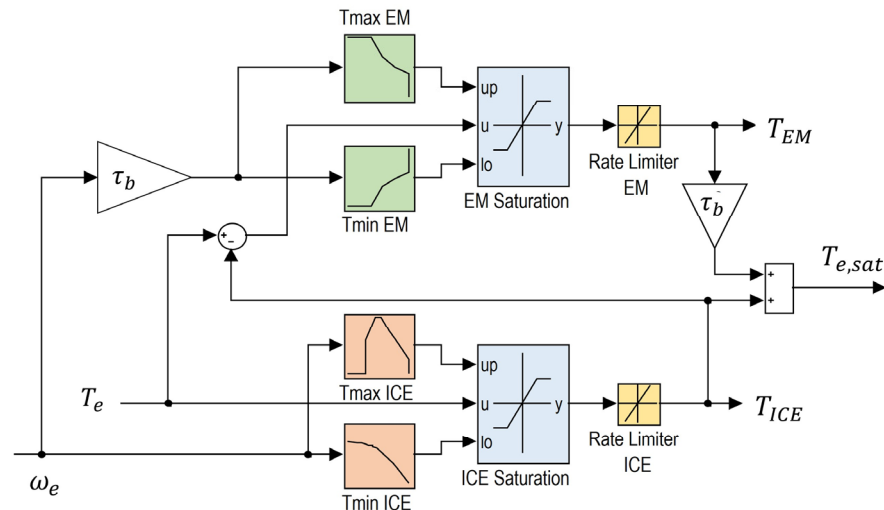 Tmax EM
up
u
y
lo
EM Saturation
Rate Limiter
EM
T_EM
τ_b
Tmin EM
τ_b
+
-
+
+
T_e,sat
Tmax ICE
up
u
y
lo
ICE Saturation
Rate Limiter
ICE
T_ICE
T_e
ω_e
Tmin ICE